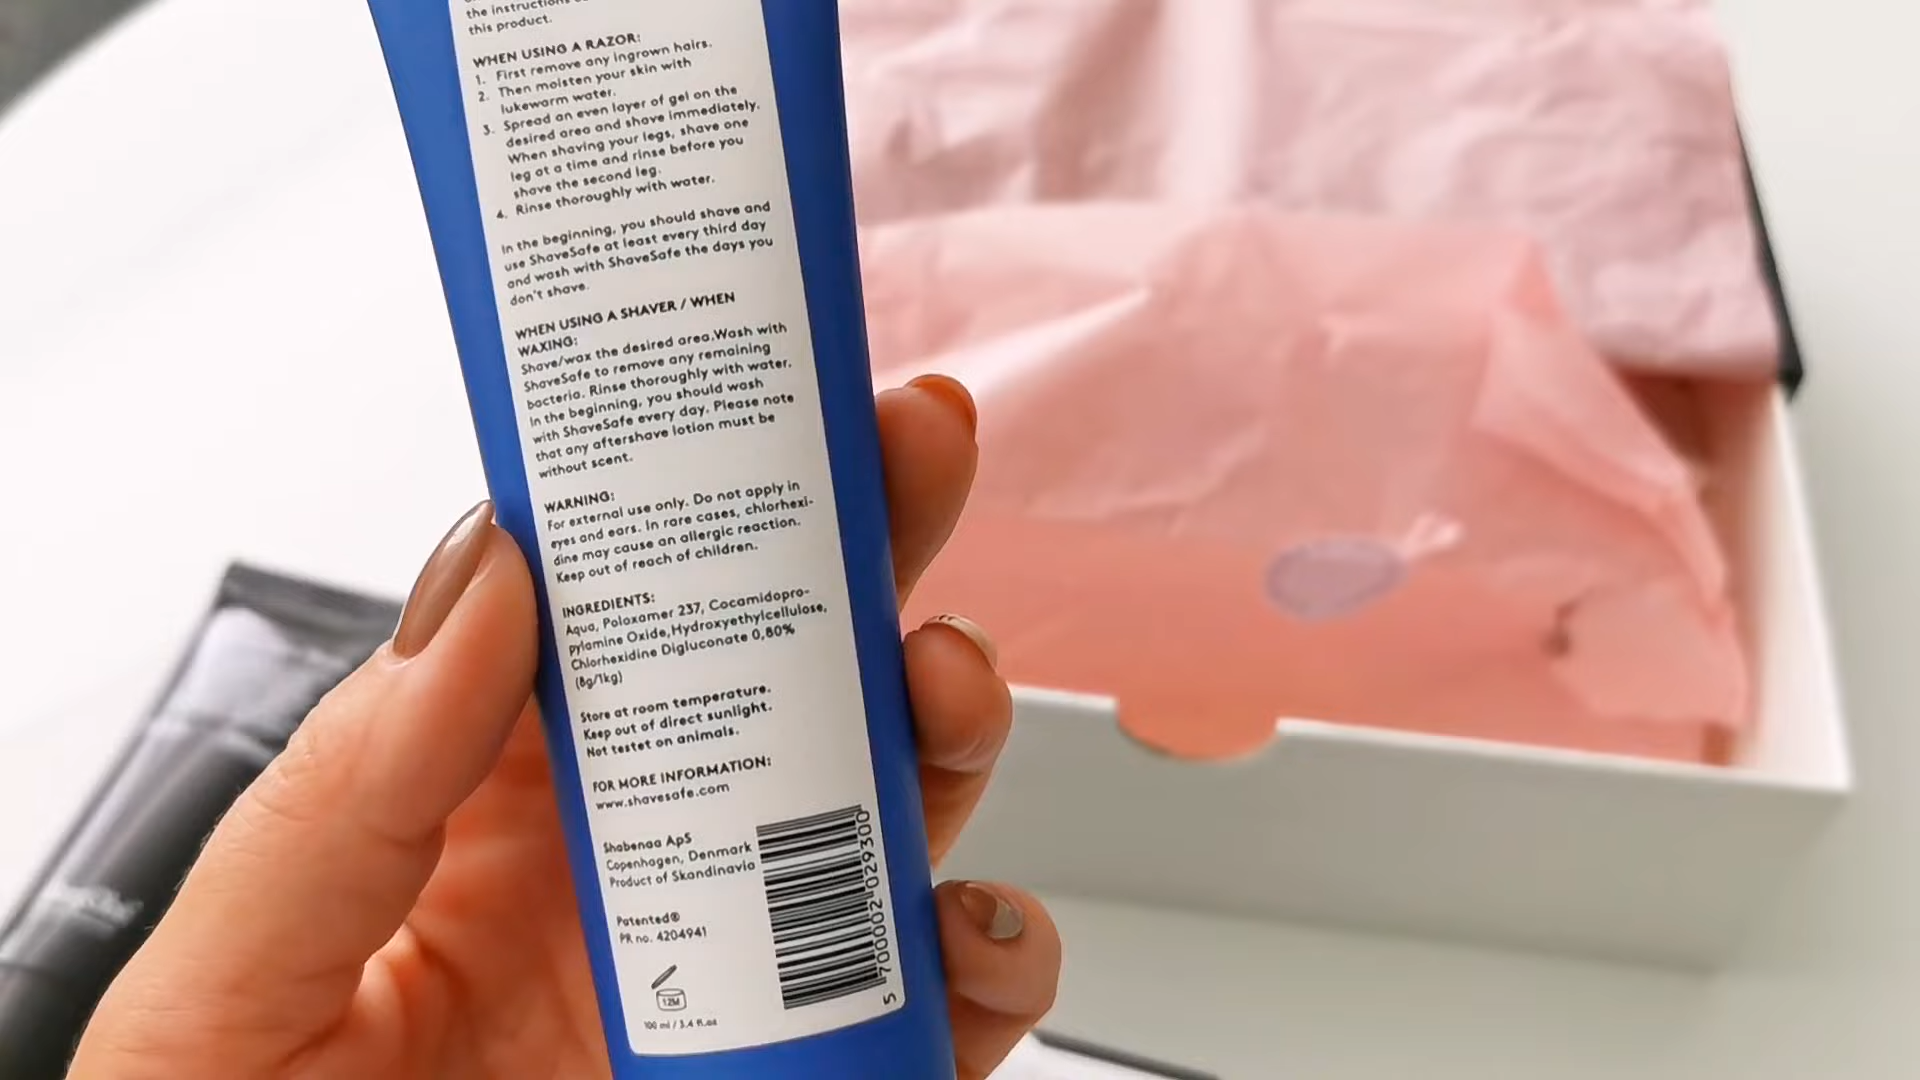 the instructions
this product.
WHEN USING A RAZOR:
1. First remove any ingrown hairs.
2. Then moisten your skin with
lukewarm water.
3. Spread an even layer of gel on the
desired area and shave immediately.
When shaving your legs, shave one
leg at a time and rinse before you
shave the second leg.
4. Rinse thoroughly with water.
In the beginning, you should shave and
use ShaveSafe at least every third day
and wash with ShaveSafe the days you
don't shave.
WHEN USING A SHAVER / WHEN
WAXING:
Shave/wax the desired area.Wash with
ShaveSafe to remove any remaining
bacteria. Rinse thoroughly with water.
In the beginning, you should wash
with ShaveSafe every day. Please note
that any aftershave lotion must be
without scent.
WARNING:
For external use only. Do not apply in
eyes and ears. In rare cases, chlorhexi-
dine may cause an allergic reaction.
Keep out of reach of children.
INGREDIENTS:
Aqua, Poloxamer 237, Cocamidopro-
pylamine Oxide,Hydroxyethylcellulose,
Chlorhexidine Digluconate 0,80%
(8g/1kg)
Store at room temperature.
Keep out of direct sunlight.
Not testet on animals.
FOR MORE INFORMATION:
www.shavesafe.com
Shabenaa ApS
Copenhagen, Denmark
Product of Skandinavia
Patented®
PR no. 4204941
12M
100 ml / 3.4 fl.oz
5 700002 029300